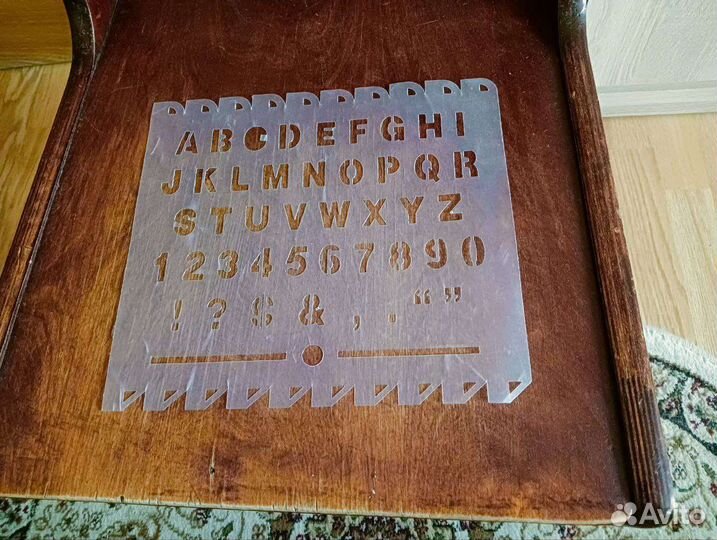 ABCDEFGHI
JKLMNOPQR
STUVWXYZ
1234567890
!?$&,.“”
Avito